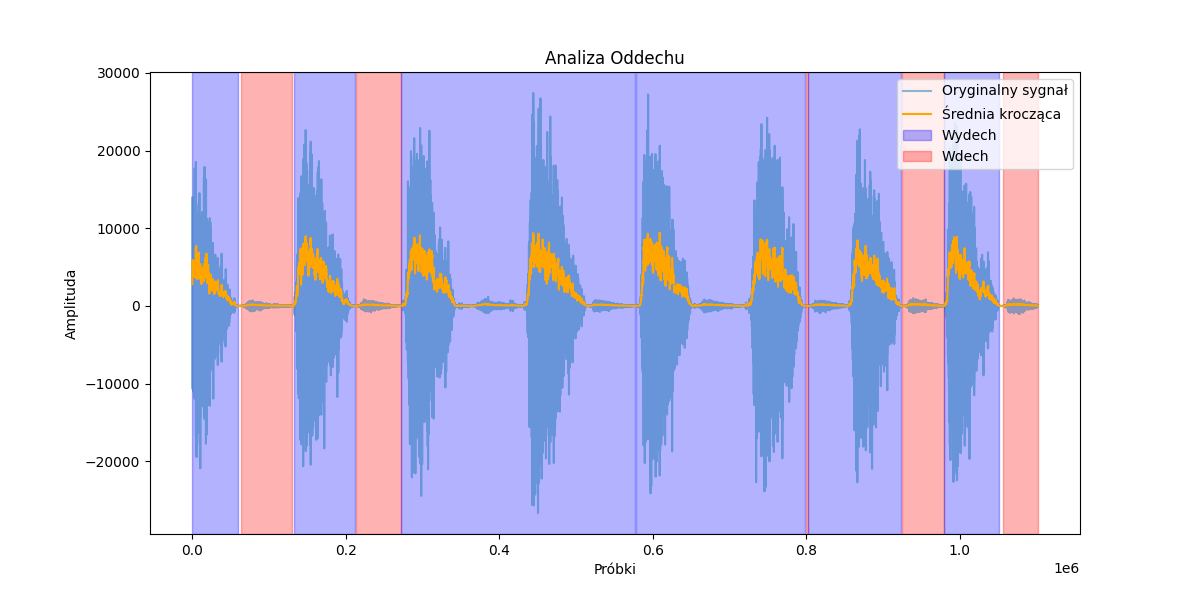 Analiza Oddechu
30000
20000
10000
0
−10000
−20000
Amplituda
Oryginalny sygnał
Średnia krocząca
Wydech
Wdech
0.0 0.2 0.4 0.6 0.8 1.0
1e6
Próbki